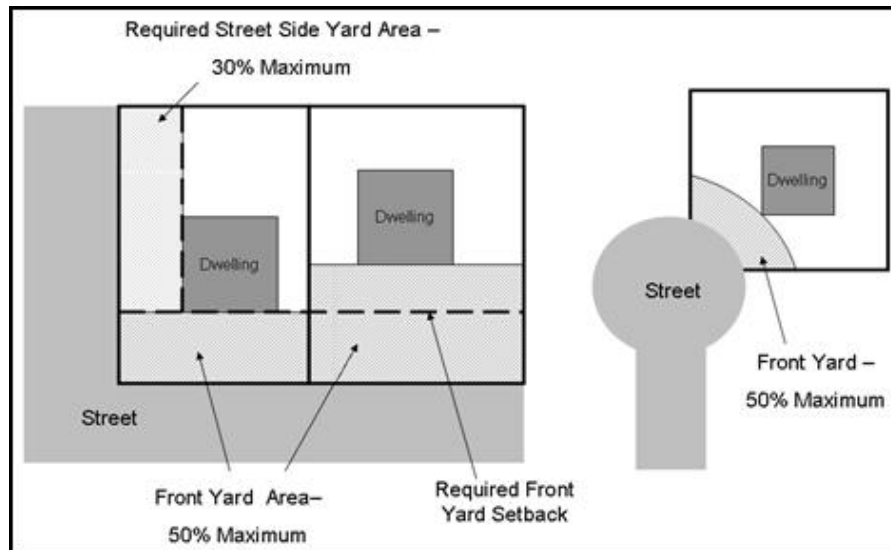 Required Street Side Yard Area –
30% Maximum
Dwelling
Dwelling
Street
Front Yard Area–
50% Maximum
Required Front
Yard Setback
Dwelling
Street
Front Yard –
50% Maximum